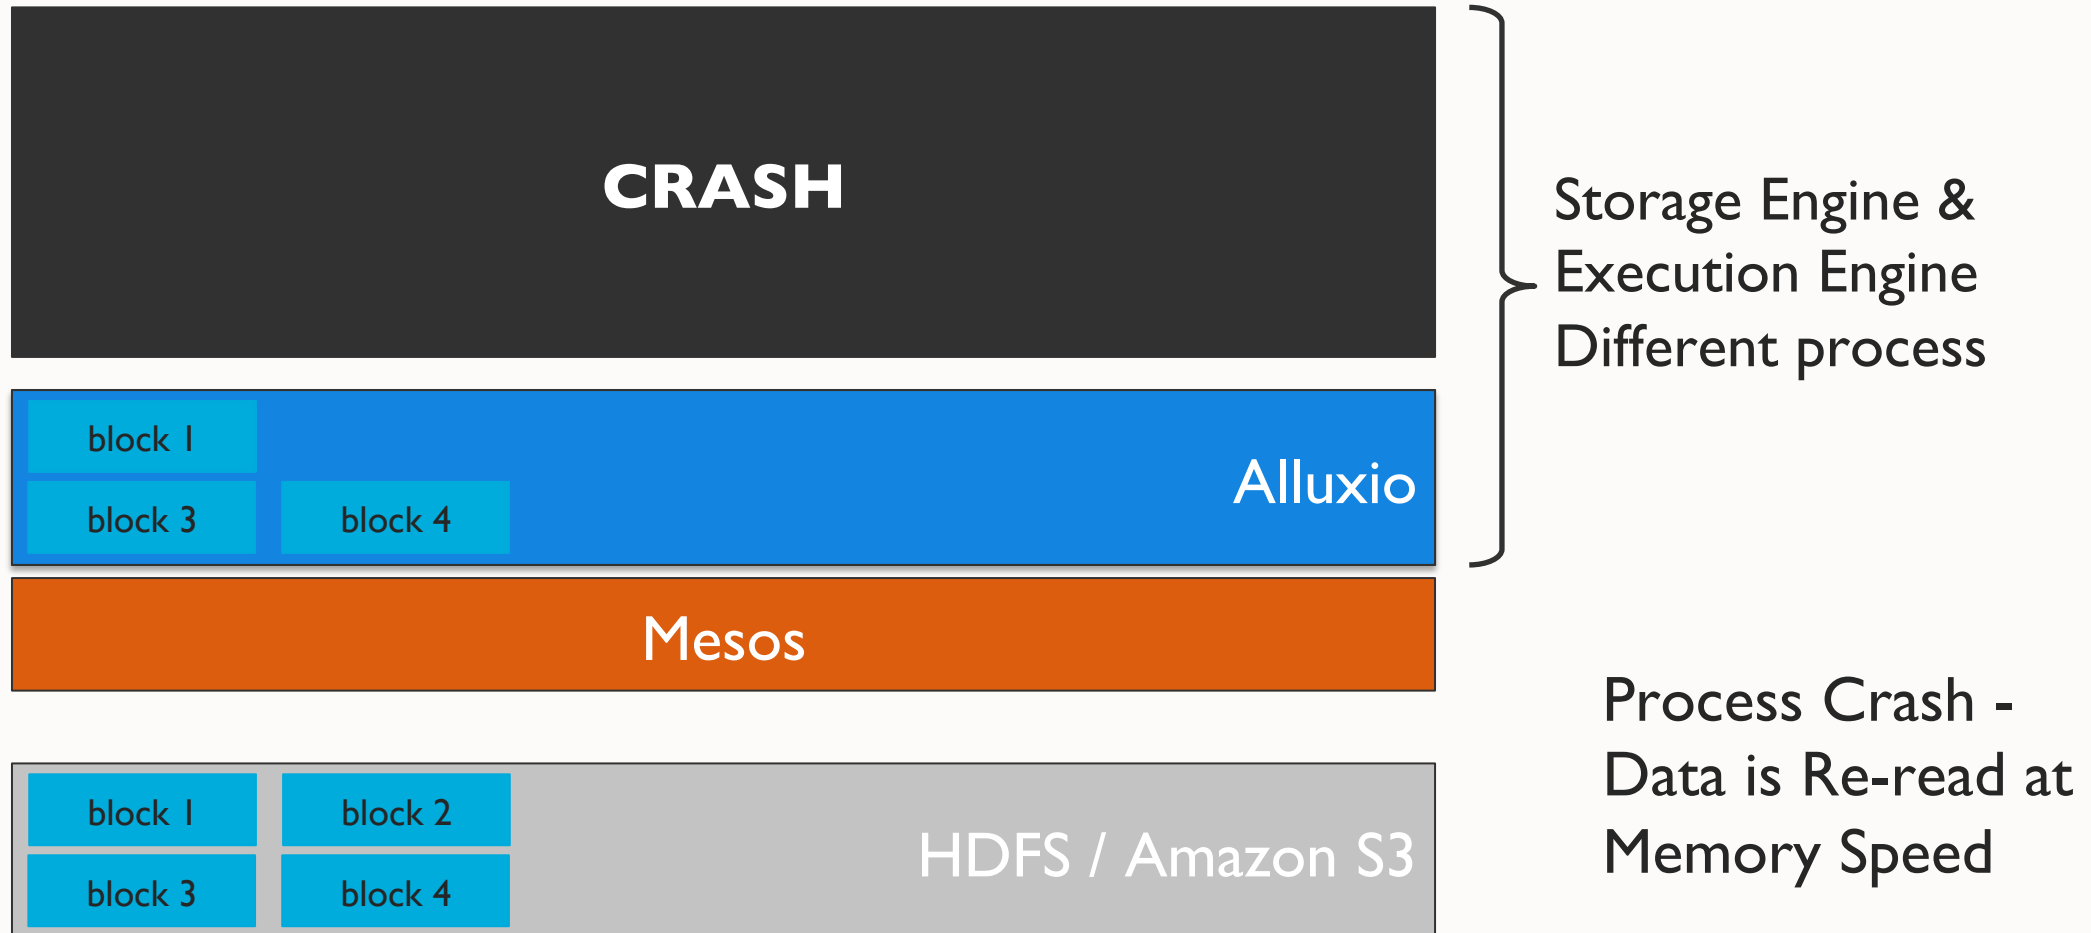 CRASH
Storage Engine &
Execution Engine
Different process
block 1
block 3
block 4
Alluxio
Mesos
Process Crash -
Data is Re-read at
Memory Speed
block 1
block 2
block 3
block 4
HDFS / Amazon S3